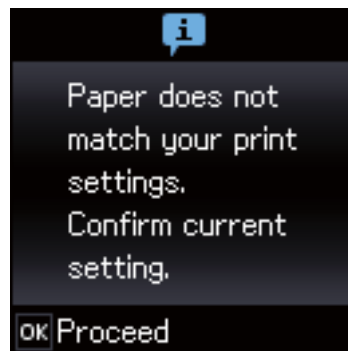 i
Paper does not
match your print
settings.
Confirm current
setting.
OK Proceed